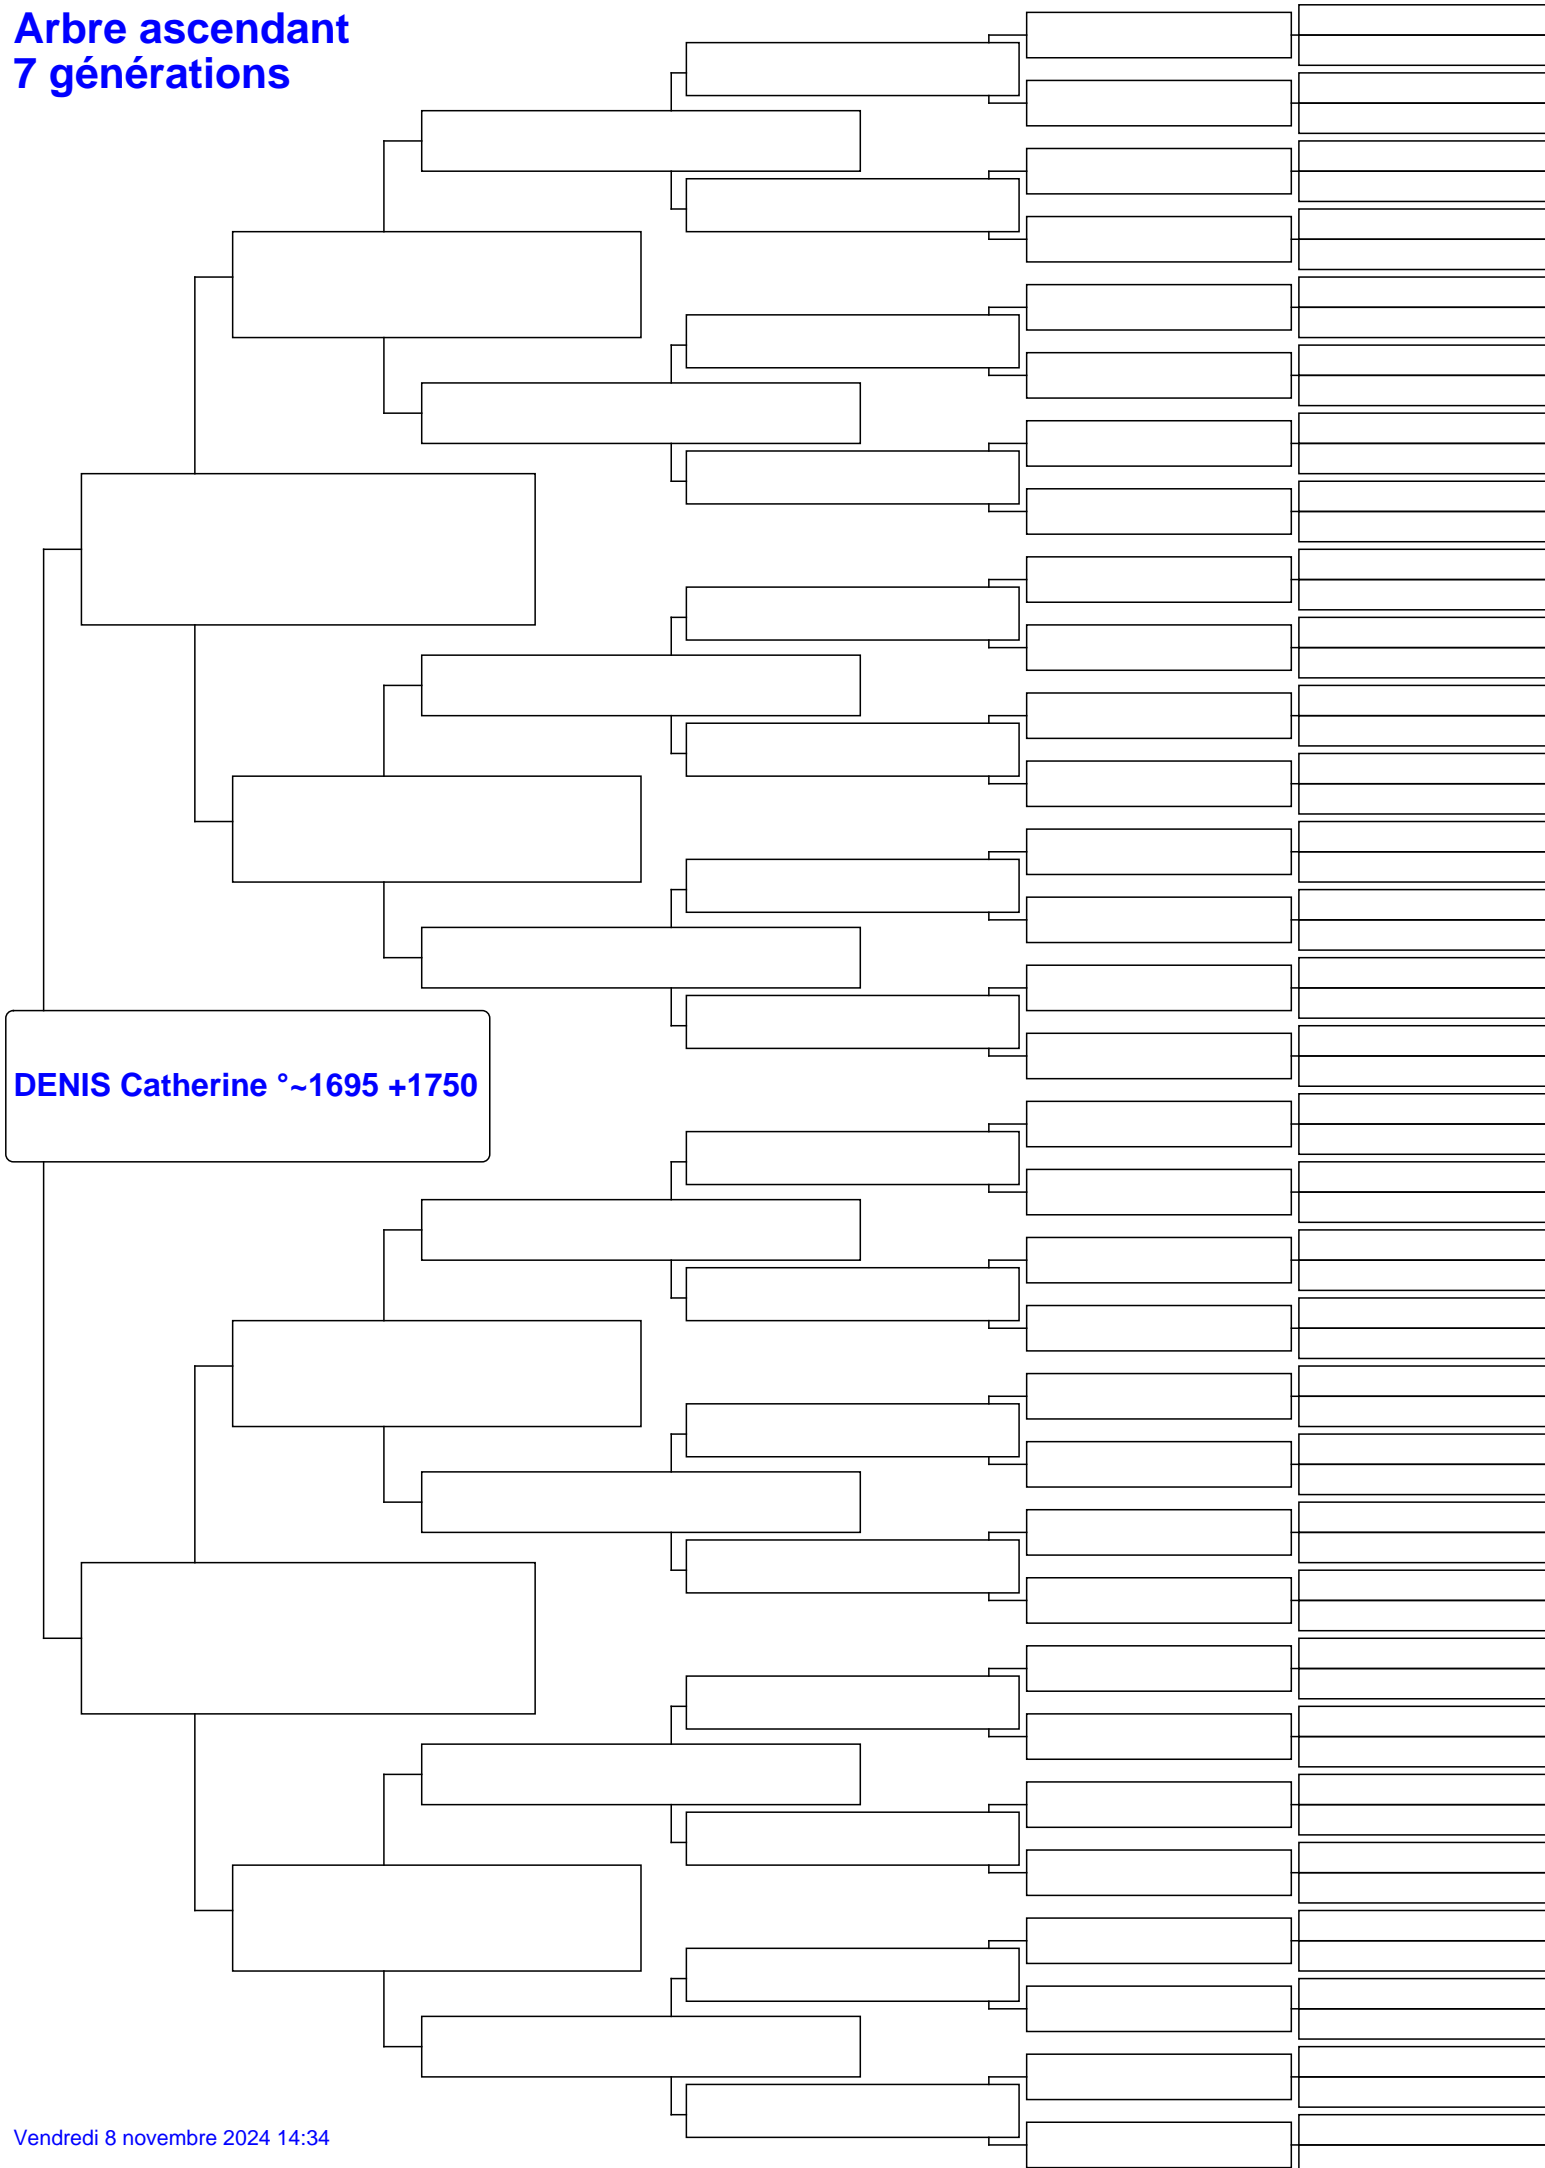 Arbre ascendant
7 générations
DENIS Catherine °~1695 +1750
Vendredi 8 novembre 2024 14:34